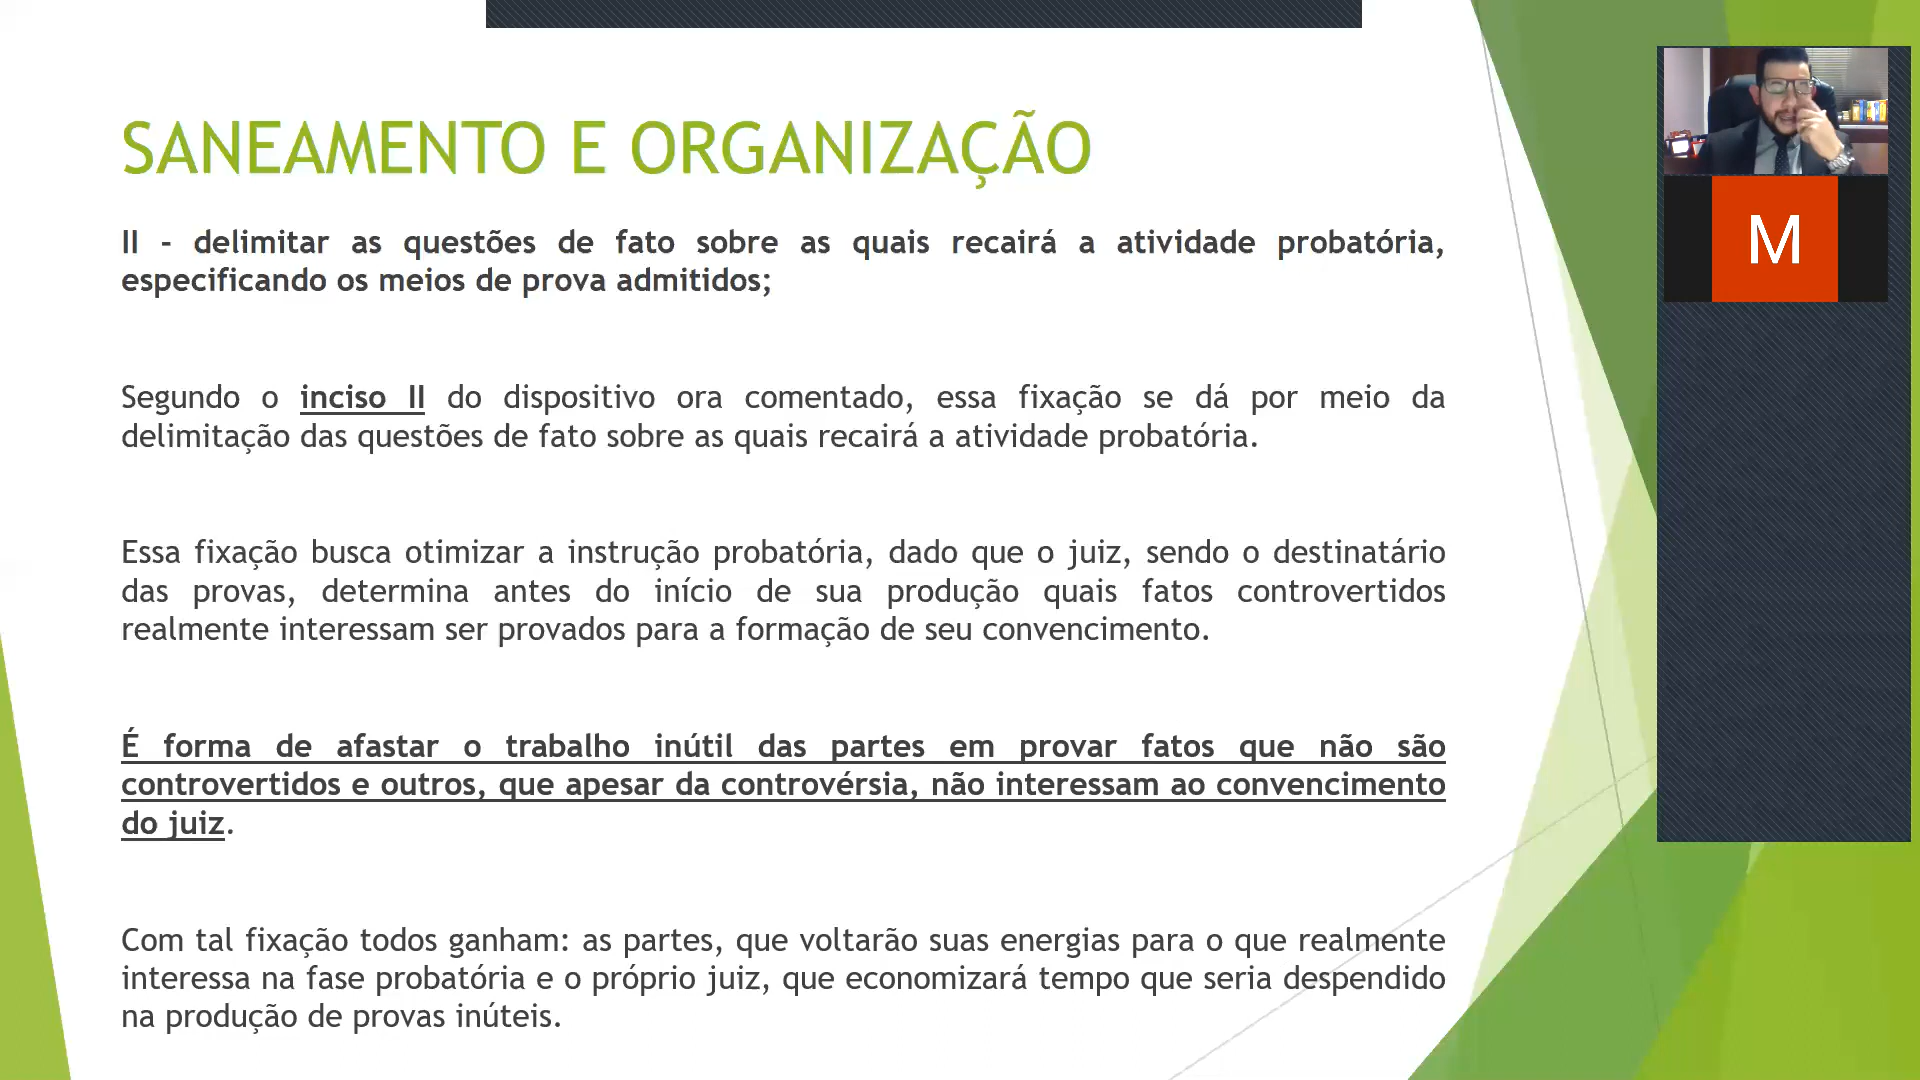 SANEAMENTO E ORGANIZAÇÃO
II - delimitar as questões de fato sobre as quais recairá a atividade probatória,
especificando os meios de prova admitidos;
Segundo o inciso II do dispositivo ora comentado, essa fixação se dá por meio da
delimitação das questões de fato sobre as quais recairá a atividade probatória.
Essa fixação busca otimizar a instrução probatória, dado que o juiz, sendo o destinatário
das provas, determina antes do início de sua produção quais fatos controvertidos
realmente interessam ser provados para a formação de seu convencimento.
É forma de afastar o trabalho inútil das partes em provar fatos que não são
controvertidos e outros, que apesar da controvérsia, não interessam ao convencimento
do juiz.
Com tal fixação todos ganham: as partes, que voltarão suas energias para o que realmente
interessa na fase probatória e o próprio juiz, que economizará tempo que seria despendido
na produção de provas inúteis.
M